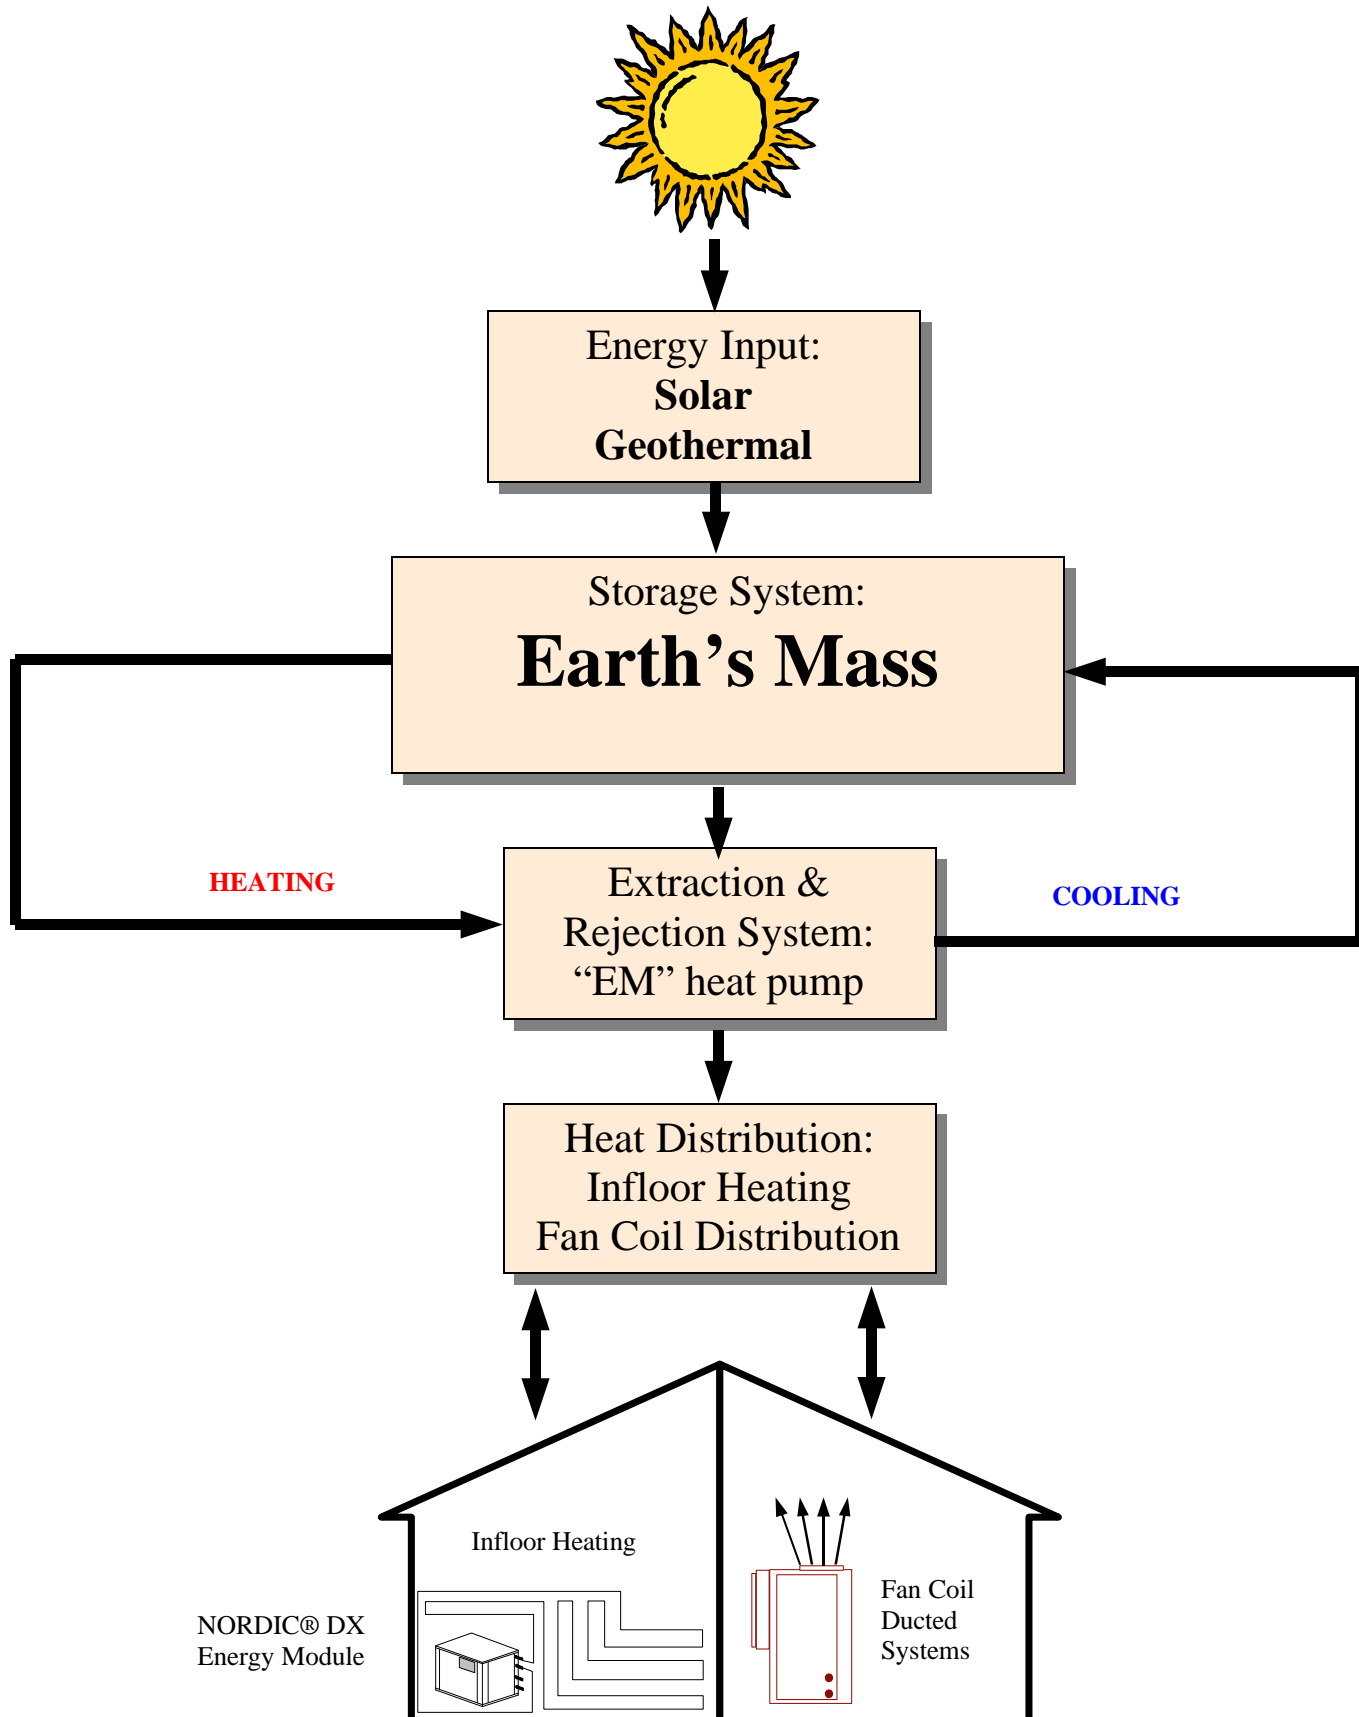 Energy Input:
Solar
Geothermal
Storage System:
Earth’s Mass
HEATING
Extraction &
Rejection System:
“EM” heat pump
COOLING
Heat Distribution:
Infloor Heating
Fan Coil Distribution
Infloor Heating
NORDIC® DX
Energy Module
Fan Coil
Ducted
Systems